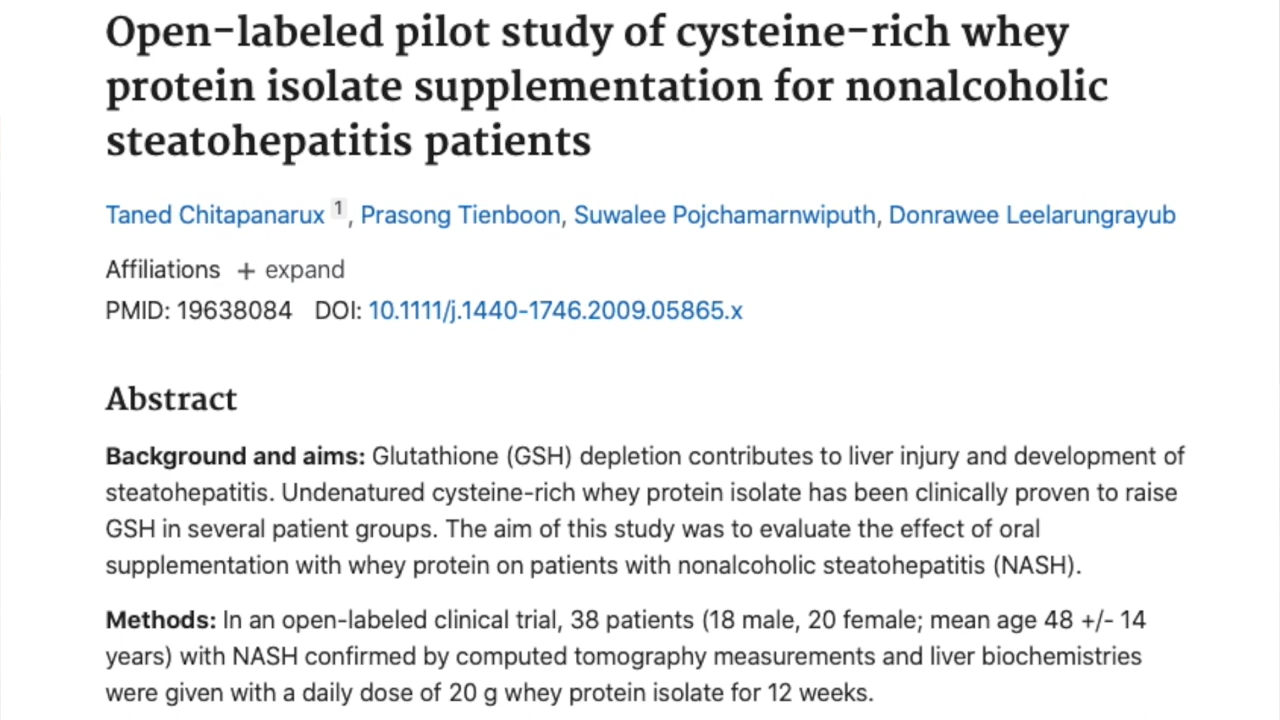 Open-labeled pilot study of cysteine-rich whey
protein isolate supplementation for nonalcoholic
steatohepatitis patients
Taned Chitapanarux 1, Prasong Tienboon, Suwalee Pojchamarnwiputh, Donrawee Leelarungrayub
Affiliations + expand
PMID: 19638084 DOI: 10.1111/j.1440-1746.2009.05865.x
Abstract
Background and aims: Glutathione (GSH) depletion contributes to liver injury and development of
steatohepatitis. Undenatured cysteine-rich whey protein isolate has been clinically proven to raise
GSH in several patient groups. The aim of this study was to evaluate the effect of oral
supplementation with whey protein on patients with nonalcoholic steatohepatitis (NASH).
Methods: In an open-labeled clinical trial, 38 patients (18 male, 20 female; mean age 48 +/- 14
years) with NASH confirmed by computed tomography measurements and liver biochemistries
were given with a daily dose of 20 g whey protein isolate for 12 weeks.